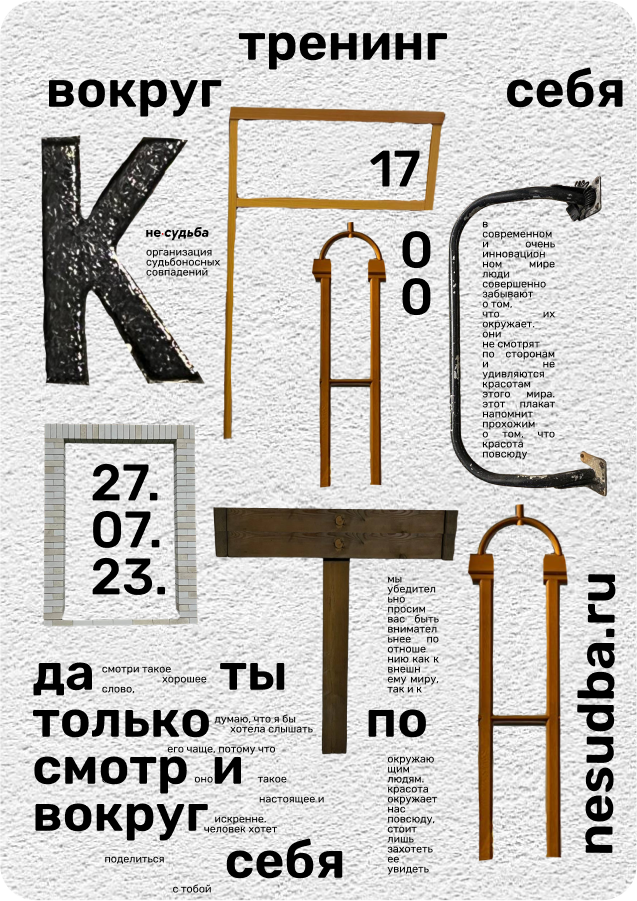 тренинг
вокруг себя
К Р А С О Т А
17
00
не судьба
организация
судьбоносных
совпадений
в
современном
и очень
инновацион
ном мире
люди
совершенно
забывают
о том,
что их
окружает.
они
не смотрят
по сторонам
и не
удивляются
красотам
этого мира.
этот плакат
напомнит
прохожим
о том, что
красота
повсюду
27.
07.
23.
мы
убедител
ьно
просим
вас быть
внимател
ьнее по
отноше
нию как к
внешн
ему миру,
так и к
окружаю
щим
людям.
красота
окружает
нас
повсюду,
стоит
лишь
захотеть
ее
увидеть
да ты
только по
смотр и
вокруг
себя
смотри такое
хорошее
слово,
думаю, что я бы
хотела слышать
его чаще, потому что
оно такое
настоящее.и
искренне.
человек хотет
поделиться
с тобой
nesudba.ru